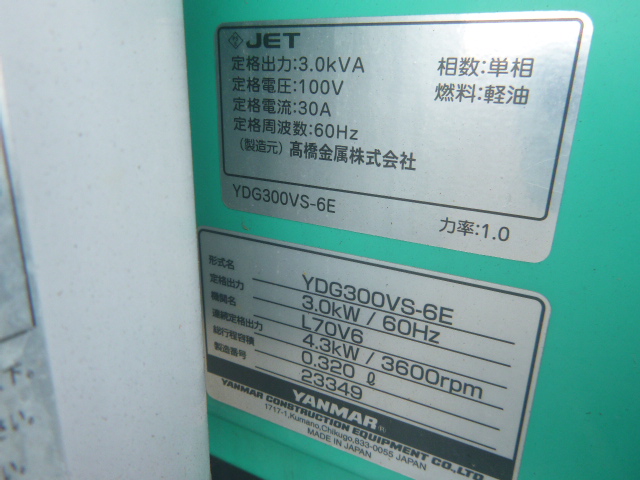 JET
定格出力:3.0kVA 相数:単相
定格電圧:100V 燃料:軽油
定格電流:30A
定格周波数:60Hz
(製造元) 髙橋金属株式会社
YDG300VS-6E 力率:1.0
形式名 YDG300VS-6E
定格出力 3.0kW / 60Hz
機関名 L70V6
連続定格出力 4.3kW / 3600rpm
総行程容積 0.320 ℓ
製造番号 23349
YANMAR®
YANMAR CONSTRUCTION EQUIPMENT CO.,LTD.
1717-1,Kumano,Chikugo,833-0055 JAPAN
MADE IN JAPAN
下。
さい。